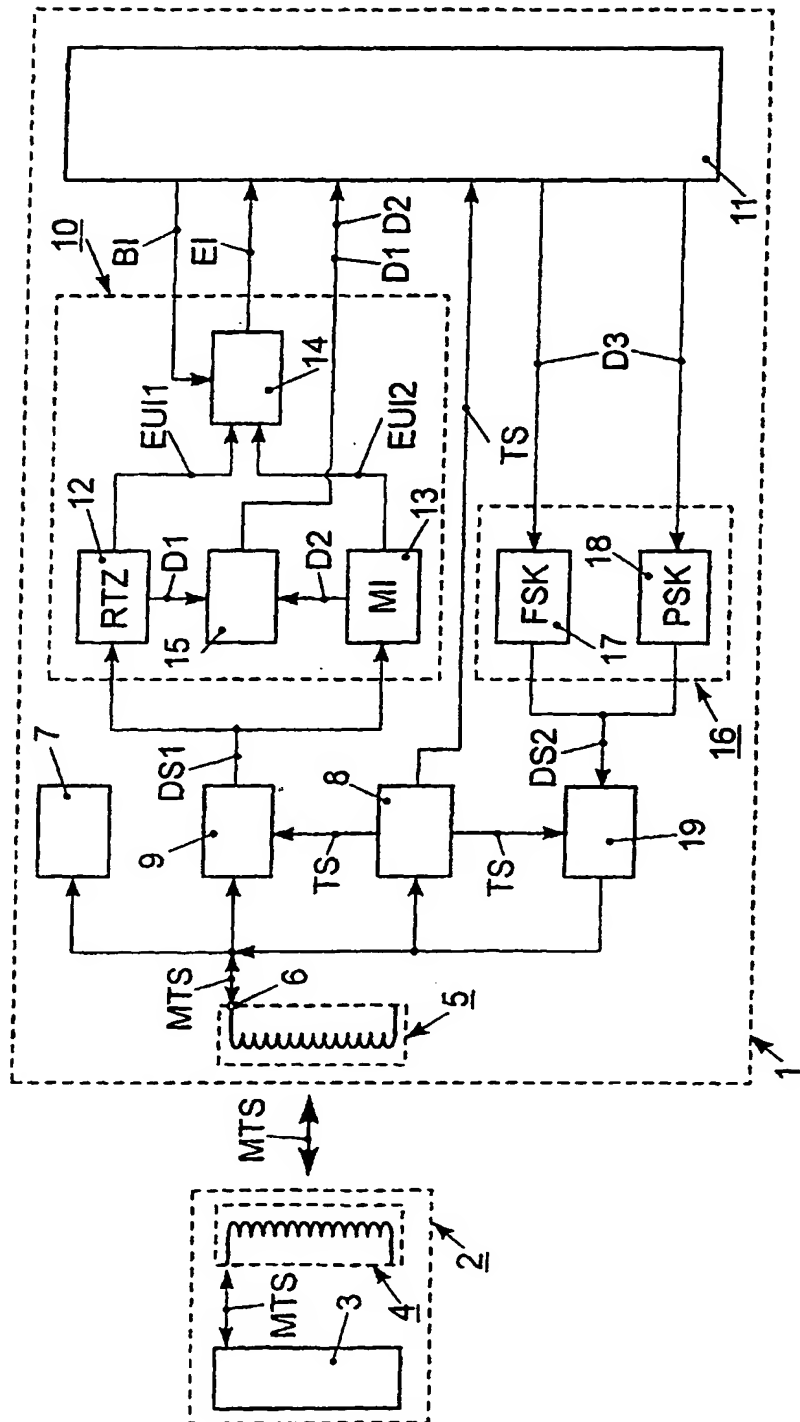 10
BI
EI
D1 D2
11
EUI1
14
EUI2
12
RTZ
D1
15
D2
MI
13
TS
D3
FSK
17
PSK
18
16
7
DS1
9
TS
8
TS
DS2
19
MTS
6
5
1
MTS
MTS
3
4
2